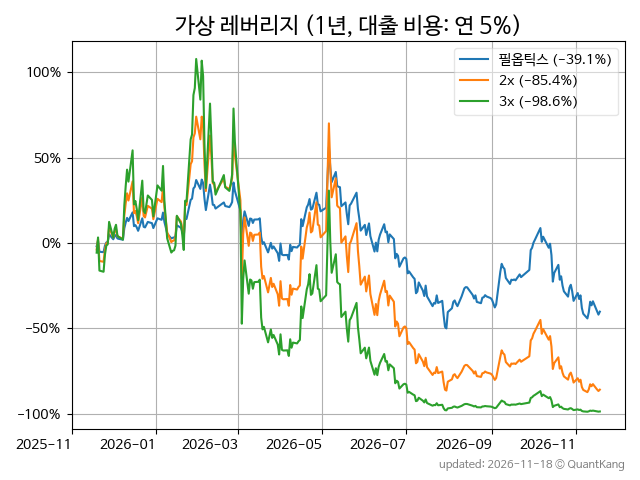 가상 레버리지 (1년, 대출 비용: 연 5%)
필옵틱스 (−39.1%)
2x (−85.4%)
3x (−98.6%)
100%
50%
0%
−50%
−100%
2025-11
2026-01
2026-03
2026-05
2026-07
2026-09
2026-11
updated: 2026-11-18 © QuantKang